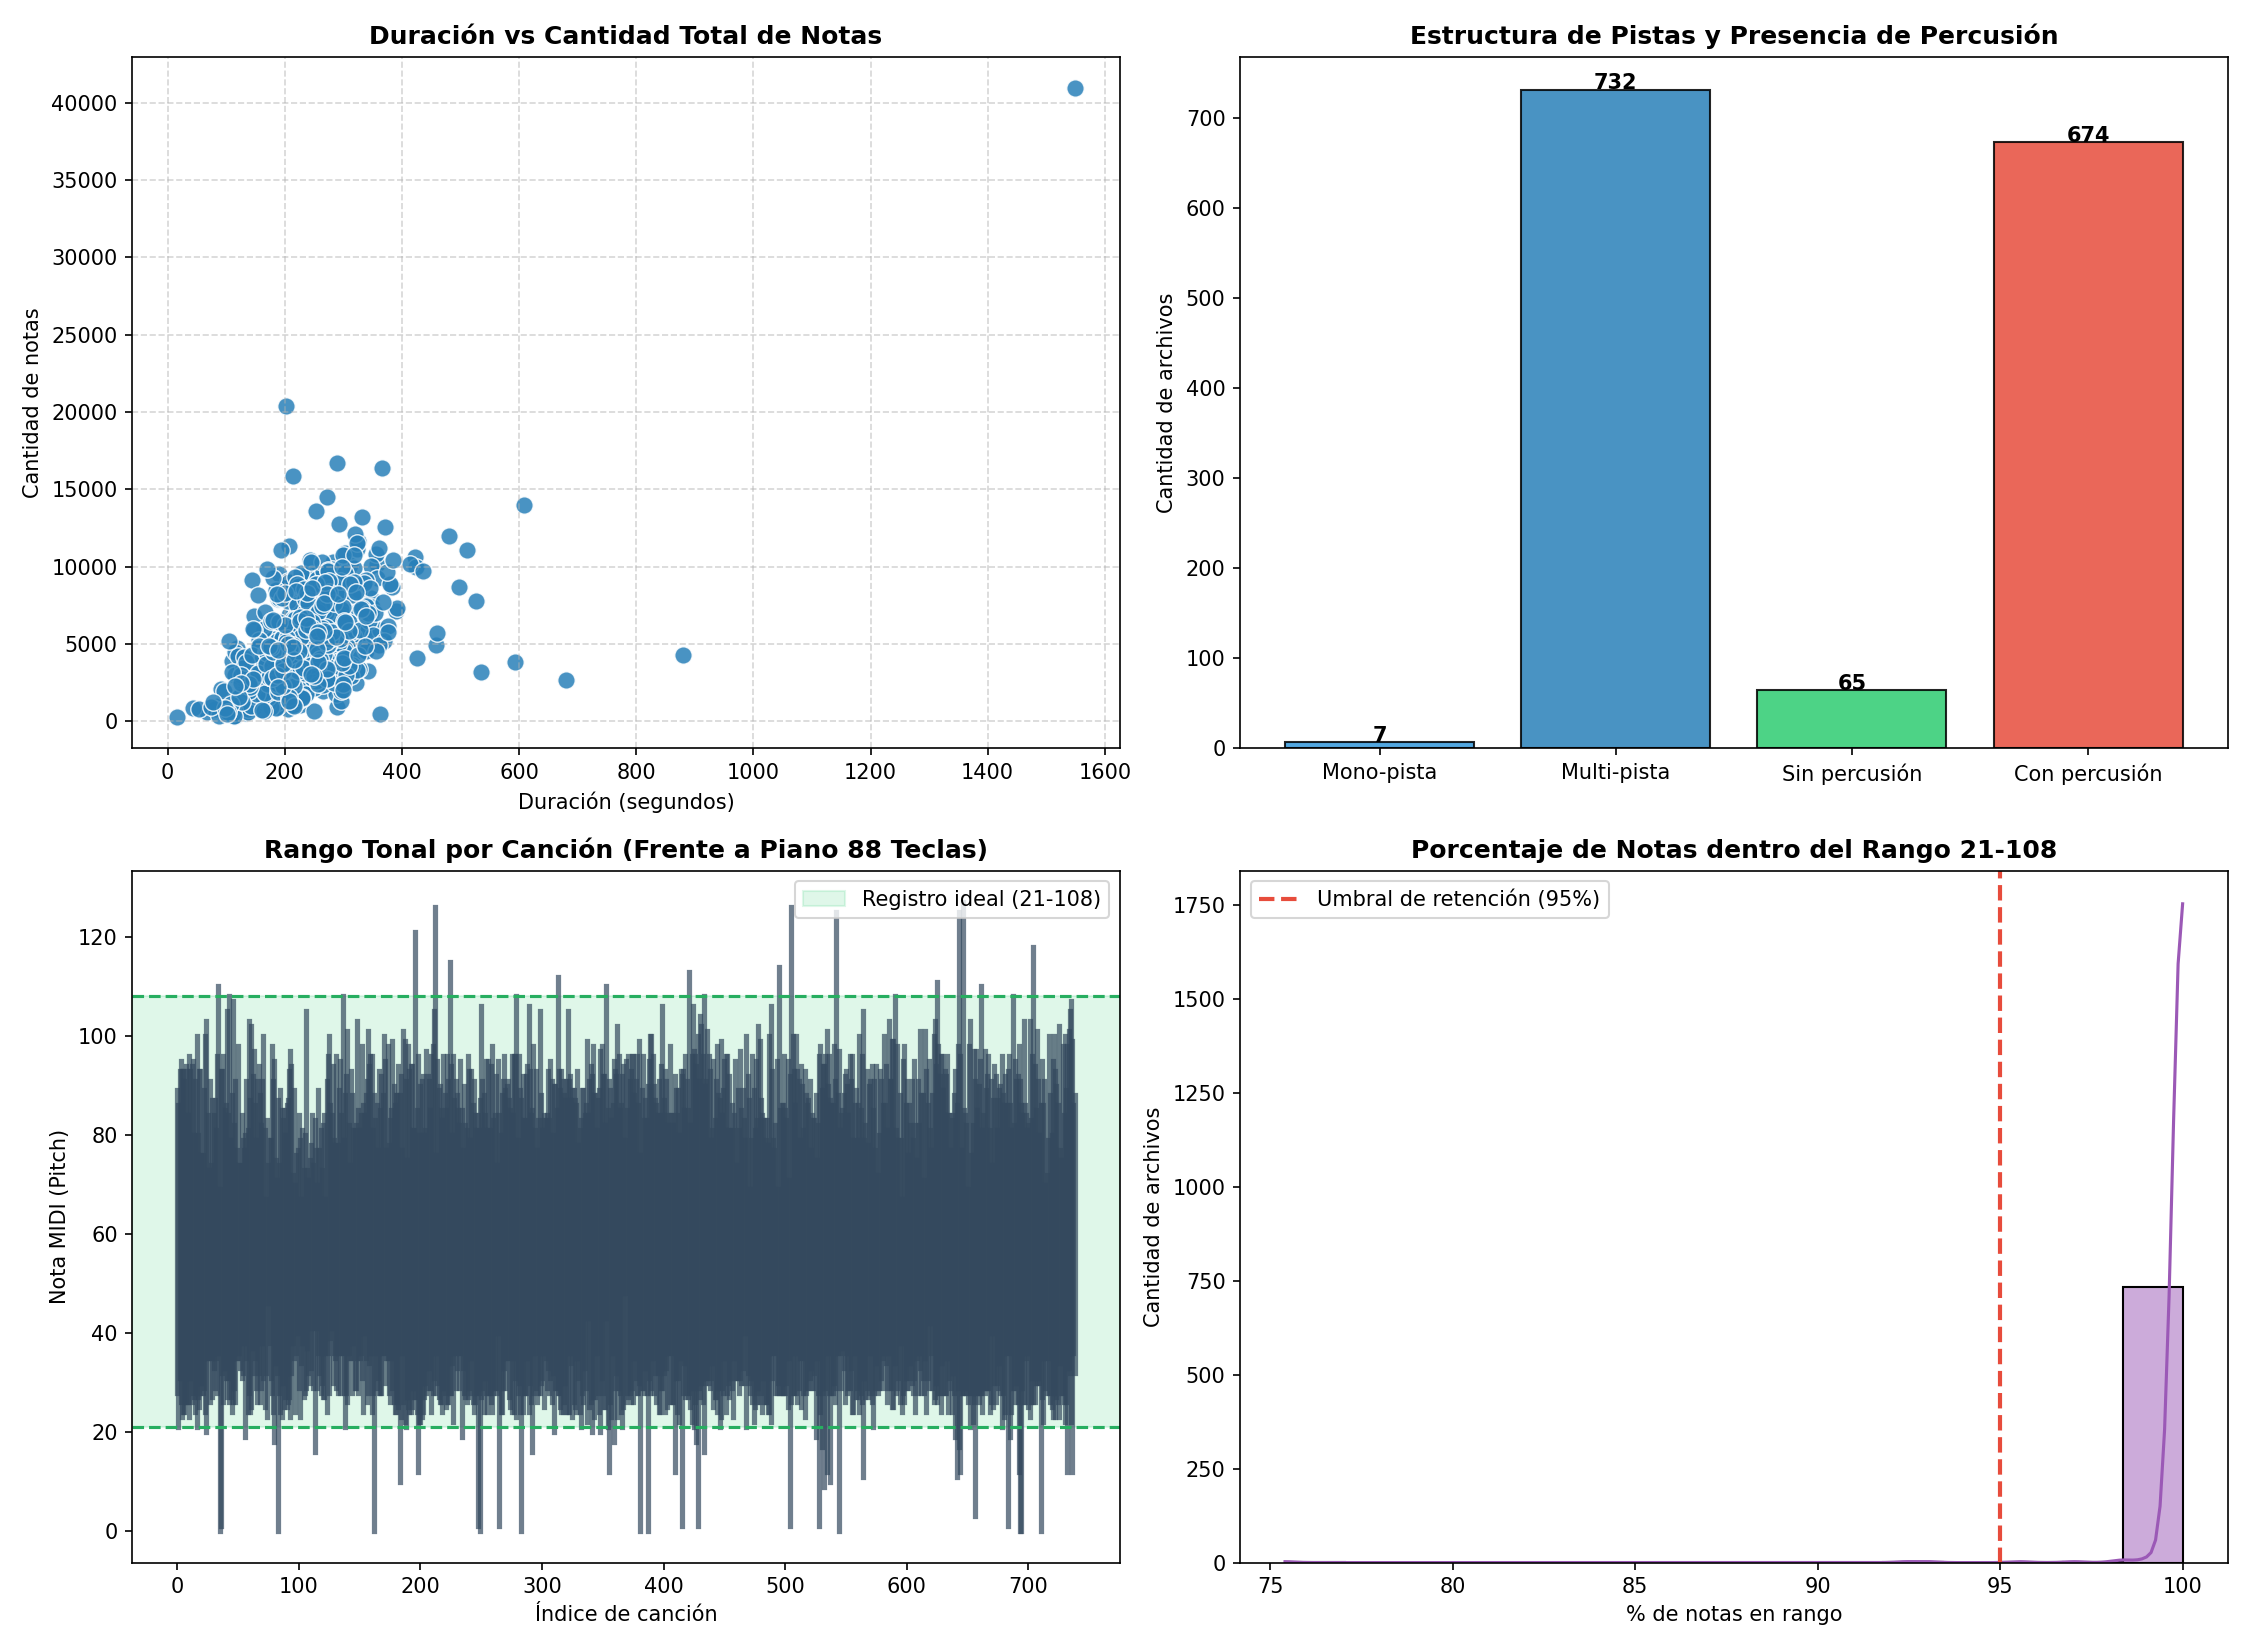 Duración vs Cantidad Total de Notas
Cantidad de notas
40000
35000
30000
25000
20000
15000
10000
5000
0
0 200 400 600 800 1000 1200 1400 1600
Duración (segundos)
Estructura de Pistas y Presencia de Percusión
Cantidad de archivos
700
600
500
400
300
200
100
0
7
732
65
674
Mono-pista Multi-pista Sin percusión Con percusión
Rango Tonal por Canción (Frente a Piano 88 Teclas)
Registro ideal (21-108)
Nota MIDI (Pitch)
120
100
80
60
40
20
0
0 100 200 300 400 500 600 700
Índice de canción
Porcentaje de Notas dentro del Rango 21-108
Umbral de retención (95%)
Cantidad de archivos
1750
1500
1250
1000
750
500
250
0
75 80 85 90 95 100
% de notas en rango